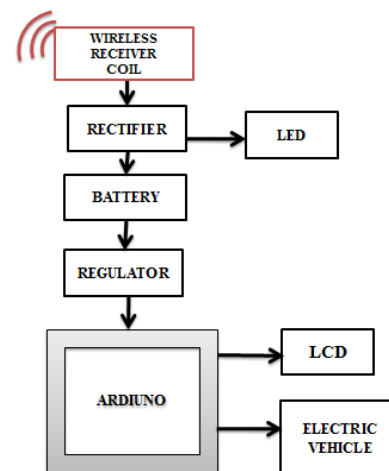 WIRELESS
RECEIVER
COIL
RECTIFIER
LED
BATTERY
REGULATOR
LCD
ARDIUNO
ELECTRIC
VEHICLE